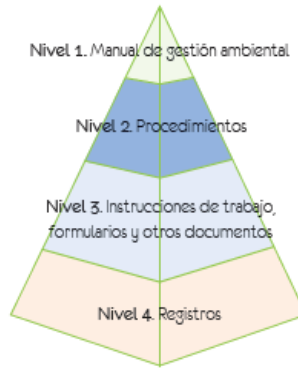 Nivel 1. Manual de gestión ambiental
Nivel 2. Procedimientos
Nivel 3. Instrucciones de trabajo,
formularios y otros documentos
Nivel 4. Registros